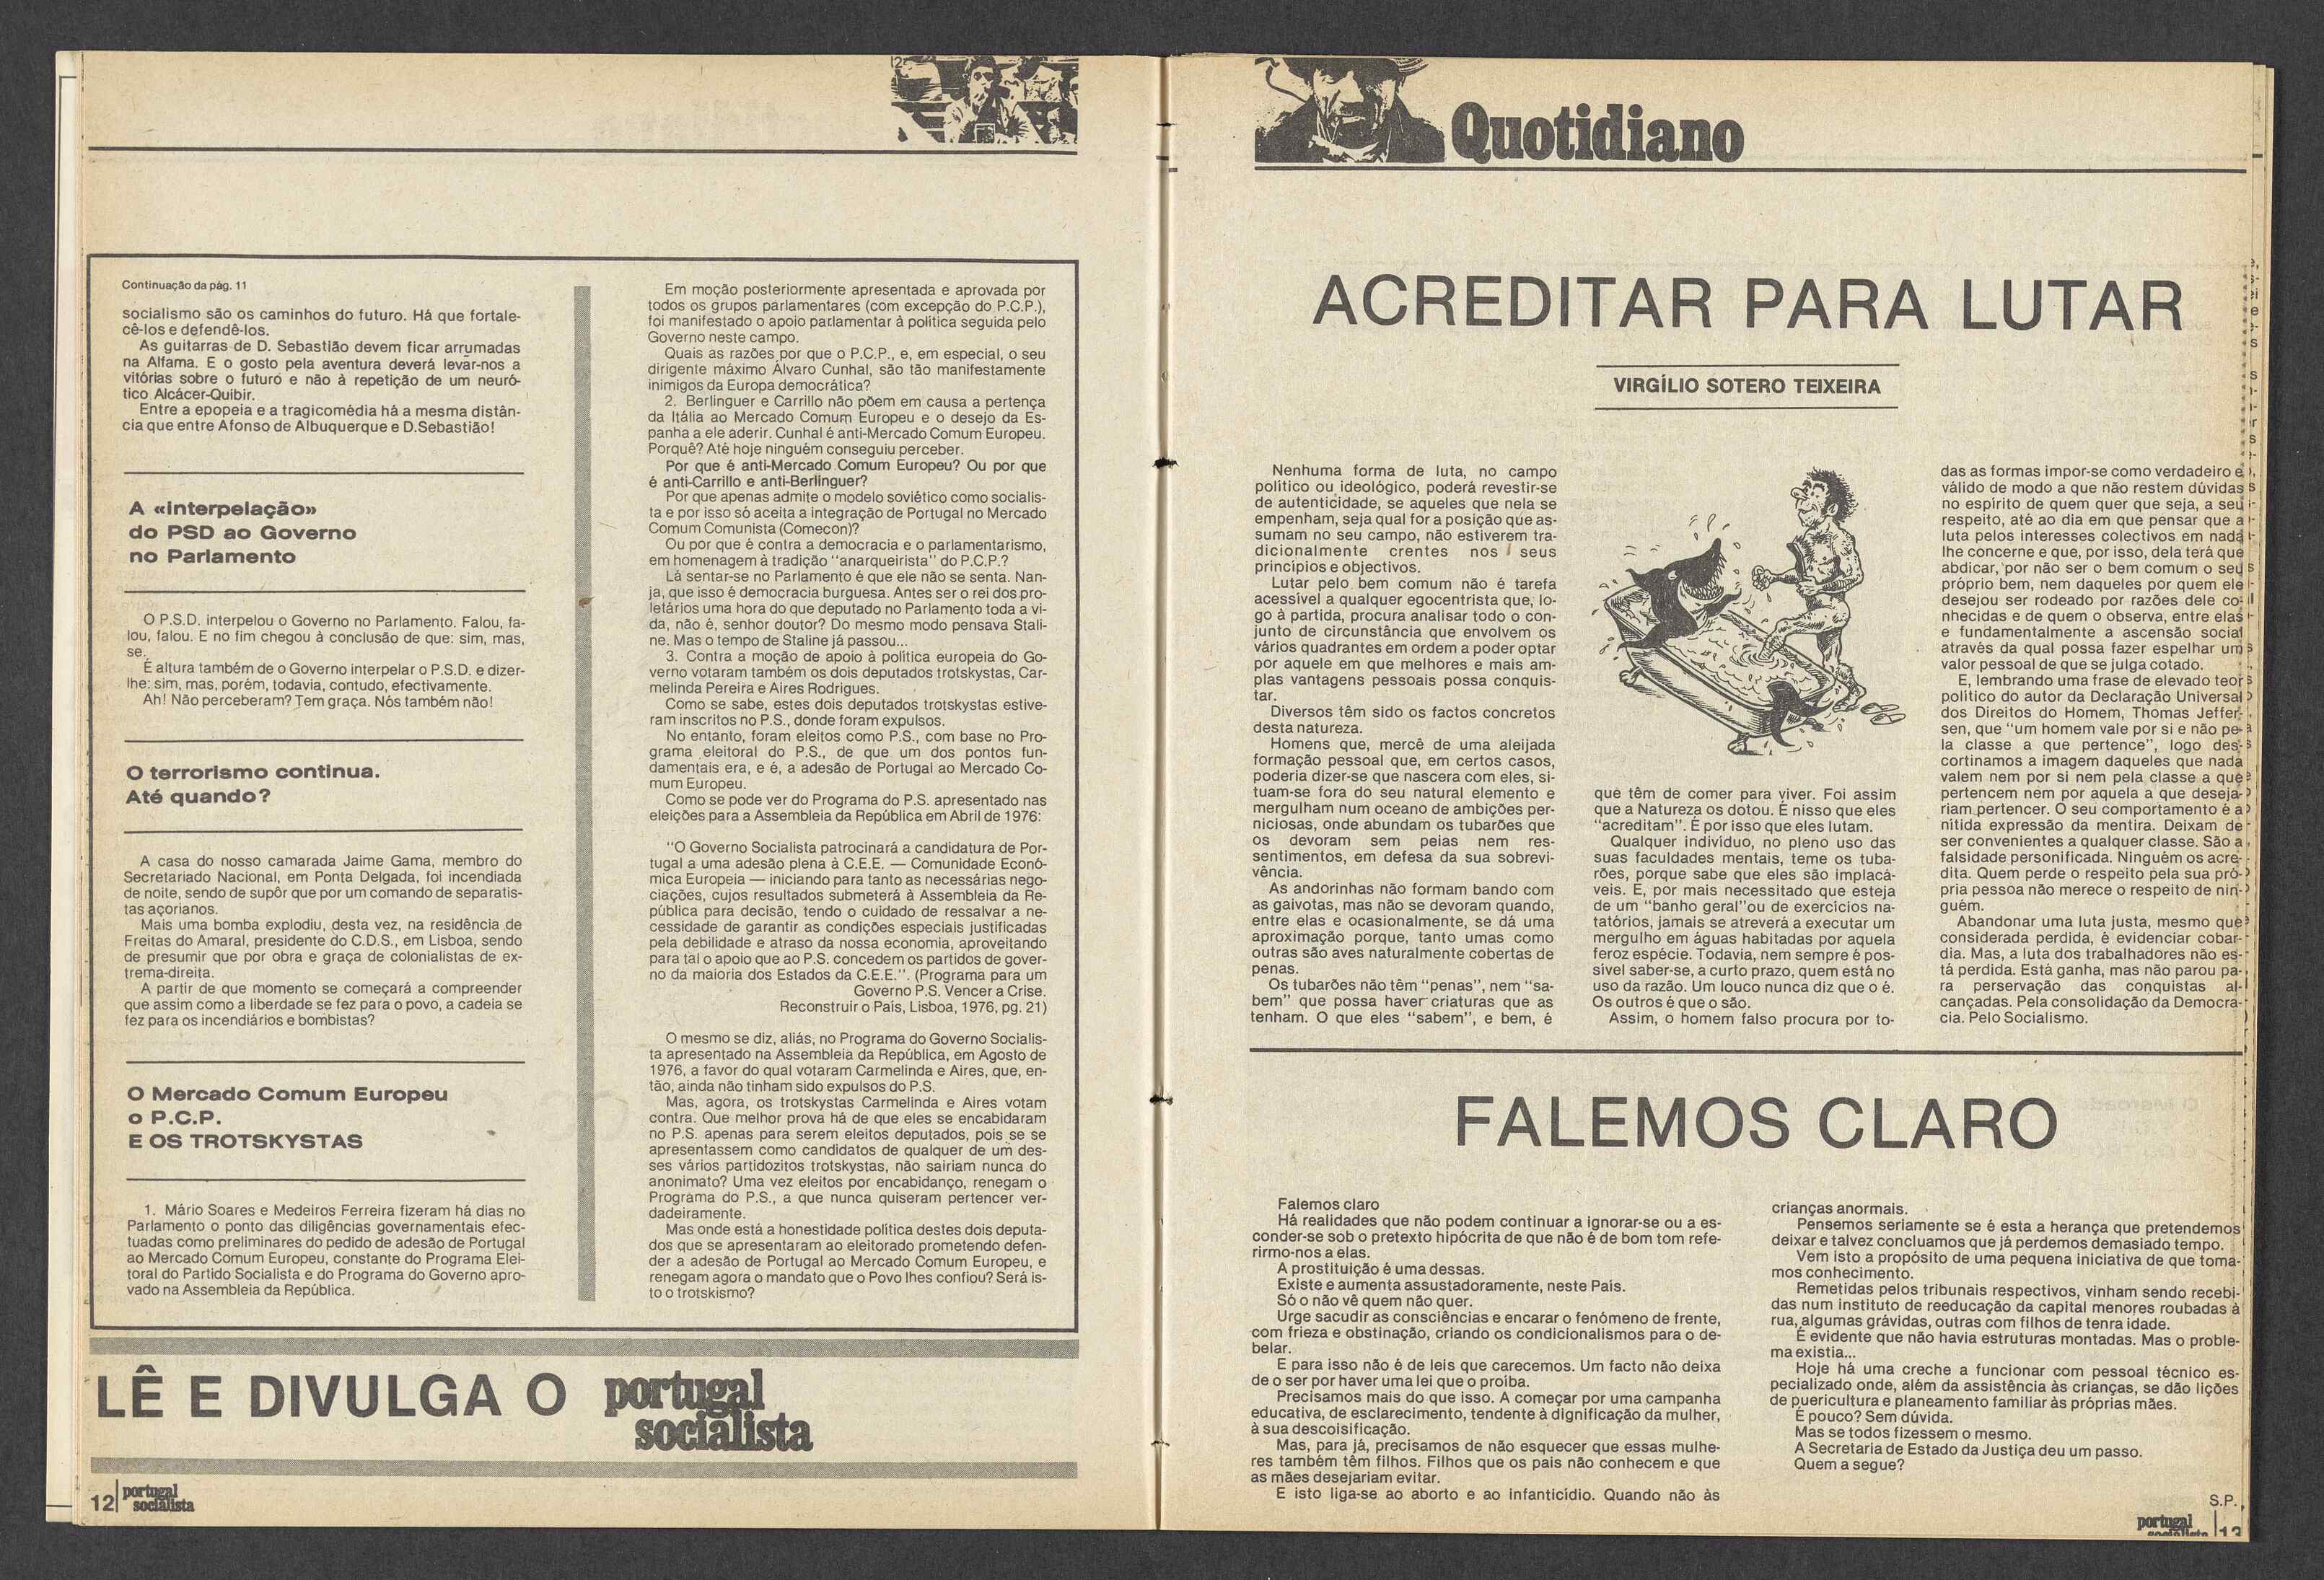 Continuação da pág. 11
socialismo são os caminhos do futuro. Há que fortale-
cê-los e defendê-los.
As guitarras de D. Sebastião devem ficar arrumadas
na Alfama. E o gosto pela aventura deverá levar-nos a
vitórias sobre o futuro e não à repetição de um neuró-
tico Alcácer-Quibir.
Entre a epopeia e a tragicomédia há a mesma distân-
cia que entre Afonso de Albuquerque e D.Sebastião!
A «interpelação»
do PSD ao Governo
no Parlamento
O P.S.D. interpelou o Governo no Parlamento. Falou, fa-
lou, falou. E no fim chegou à conclusão de que: sim, mas,
se.
É altura também de o Governo interpelar o P.S.D. e dizer-
lhe: sim, mas, porém, todavia, contudo, efectivamente.
Ah! Não perceberam? Tem graça. Nós também não!
O terrorismo continua.
Até quando?
A casa do nosso camarada Jaime Gama, membro do
Secretariado Nacional, em Ponta Delgada, foi incendiada
de noite, sendo de supôr que por um comando de separatis-
tas açorianos.
Mais uma bomba explodiu, desta vez, na residência de
Freitas do Amaral, presidente do C.D.S., em Lisboa, sendo
de presumir que por obra e graça de colonialistas de ex-
trema-direita.
A partir de que momento se começará a compreender
que assim como a liberdade se fez para o povo, a cadeia se
fez para os incendiários e bombistas?
O Mercado Comum Europeu
o P.C.P.
E OS TROTSKYSTAS
1. Mário Soares e Medeiros Ferreira fizeram há dias no
Parlamento o ponto das diligências governamentais efec-
tuadas como preliminares do pedido de adesão de Portugal
ao Mercado Comum Europeu, constante do Programa Elei-
toral do Partido Socialista e do Programa do Governo apro-
vado na Assembleia da República.
Em moção posteriormente apresentada e aprovada por
todos os grupos parlamentares (com excepção do P.C.P.),
foi manifestado o apoio parlamentar à política seguida pelo
Governo neste campo.
Quais as razões por que o P.C.P., e, em especial, o seu
dirigente máximo Álvaro Cunhal, são tão manifestamente
inimigos da Europa democrática?
2. Berlinguer e Carrillo não põem em causa a pertença
da Itália ao Mercado Comum Europeu e o desejo da Es-
panha a ele aderir. Cunhal é anti-Mercado Comum Europeu.
Porquê? Até hoje ninguém conseguiu perceber.
Por que é anti-Mercado Comum Europeu? Ou por que
é anti-Carrillo e anti-Berlinguer?
Por que apenas admite o modelo soviético como socialis-
ta e por isso só aceita a integração de Portugal no Mercado
Comum Comunista (Comecon)?
Ou por que é contra a democracia e o parlamentarismo,
em homenagem à tradição "anarqueirista" do P.C.P.?
Lá sentar-se no Parlamento é que ele não se senta. Nan-
ja, que isso é democracia burguesa. Antes ser o rei dos pro-
letários uma hora do que deputado no Parlamento toda a vi-
da, não é, senhor doutor? Do mesmo modo pensava Stali-
ne. Mas o tempo de Staline já passou...
3. Contra a moção de apoio à política europeia do Go-
verno votaram também os dois deputados trotskystas, Car-
melinda Pereira e Aires Rodrigues.
Como se sabe, estes dois deputados trotskystas estive-
ram inscritos no P.S., donde foram expulsos.
No entanto, foram eleitos como P.S., com base no Pro-
grama eleitoral do P.S., de que um dos pontos fun-
damentais era, e é, a adesão de Portugal ao Mercado Co-
mum Europeu.
Como se pode ver do Programa do P.S. apresentado nas
eleições para a Assembleia da República em Abril de 1976:
"O Governo Socialista patrocinará a candidatura de Por-
tugal a uma adesão plena à C.E.E. — Comunidade Econó-
mica Europeia — iniciando para tanto as necessárias nego-
ciações, cujos resultados submeterá à Assembleia da Re-
pública para decisão, tendo o cuidado de ressalvar a ne-
cessidade de garantir as condições especiais justificadas
pela debilidade e atraso da nossa economia, aproveitando
para tal o apoio que ao P.S. concedem os partidos de gover-
no da maioria dos Estados da C.E.E.". (Programa para um
Governo P.S. Vencer a Crise.
Reconstruir o País, Lisboa, 1976, pg. 21)
O mesmo se diz, aliás, no Programa do Governo Socialis-
ta apresentado na Assembleia da República, em Agosto de
1976, a favor do qual votaram Carmelinda e Aires, que, en-
tão, ainda não tinham sido expulsos do P.S.
Mas, agora, os trotskystas Carmelinda e Aires votam
contra. Que melhor prova há de que eles se encabidaram
no P.S. apenas para serem eleitos deputados, pois se se
apresentassem como candidatos de qualquer de um des-
ses vários partidozitos trotskystas, não sairiam nunca do
anonimato? Uma vez eleitos por encabidanço, renegam o
Programa do P.S., a que nunca quiseram pertencer ver-
dadeiramente.
Mas onde está a honestidade política destes dois deputa-
dos que se apresentaram ao eleitorado prometendo defen-
der a adesão de Portugal ao Mercado Comum Europeu, e
renegam agora o mandato que o Povo lhes confiou? Será is-
to o trotskismo?
LÊ E DIVULGA O portugal
socialista
12 portugal
socialista
Quotidiano
ACREDITAR PARA LUTAR
VIRGÍLIO SOTERO TEIXEIRA
Nenhuma forma de luta, no campo
político ou ideológico, poderá revestir-se
de autenticidade, se aqueles que nela se
empenham, seja qual for a posição que as-
sumam no seu campo, não estiverem tra-
dicionalmente crentes nos seus
princípios e objectivos.
Lutar pelo bem comum não é tarefa
acessível a qualquer egocentrista que, lo-
go à partida, procura analisar todo o con-
junto de circunstância que envolvem os
vários quadrantes em ordem a poder optar
por aquele em que melhores e mais am-
plas vantagens pessoais possa conquis-
tar.
Diversos têm sido os factos concretos
desta natureza.
Homens que, mercê de uma aleijada
formação pessoal que, em certos casos,
poderia dizer-se que nascera com eles, si-
tuam-se fora do seu natural elemento e
mergulham num oceano de ambições per-
niciosas, onde abundam os tubarões que
os devoram sem peias nem res-
sentimentos, em defesa da sua sobrevi-
vência.
As andorinhas não formam bando com
as gaivotas, mas não se devoram quando,
entre elas e ocasionalmente, se dá uma
aproximação porque, tanto umas como
outras são aves naturalmente cobertas de
penas.
Os tubarões não têm "penas", nem "sa-
bem" que possa haver criaturas que as
tenham. O que eles "sabem", e bem, é
que têm de comer para viver. Foi assim
que a Natureza os dotou. É nisso que eles
"acreditam". É por isso que eles lutam.
Qualquer indivíduo, no pleno uso das
suas faculdades mentais, teme os tuba-
rões, porque sabe que eles são implacá-
veis. E, por mais necessitado que esteja
de um "banho geral"ou de exercícios na-
tatórios, jamais se atreverá a executar um
mergulho em águas habitadas por aquela
feroz espécie. Todavia, nem sempre é pos-
sível saber-se, a curto prazo, quem está no
uso da razão. Um louco nunca diz que o é.
Os outros é que o são.
Assim, o homem falso procura por to-
das as formas impor-se como verdadeiro e
válido de modo a que não restem dúvidas
no espírito de quem quer que seja, a seu
respeito, até ao dia em que pensar que a
luta pelos interesses colectivos em nada
lhe concerne e que, por isso, dela terá que
abdicar, por não ser o bem comum o seu
próprio bem, nem daqueles por quem ele
desejou ser rodeado por razões dele co-
nhecidas e de quem o observa, entre elas
e fundamentalmente a ascensão social
através da qual possa fazer espelhar um
valor pessoal de que se julga cotado.
E, lembrando uma frase de elevado teor
político do autor da Declaração Universal
dos Direitos do Homem, Thomas Jeffer-
sen, que "um homem vale por si e não pe-
la classe a que pertence", logo des-
cortinamos a imagem daqueles que nada
valem nem por si nem pela classe a que
pertencem nem por aquela a que deseja-
riam pertencer. O seu comportamento é a
nítida expressão da mentira. Deixam de
ser convenientes a qualquer classe. São a
falsidade personificada. Ninguém os acre-
dita. Quem perde o respeito pela sua pró-
pria pessoa não merece o respeito de nin-
guém.
Abandonar uma luta justa, mesmo que
considerada perdida, é evidenciar cobar-
dia. Mas, a luta dos trabalhadores não es-
tá perdida. Está ganha, mas não parou pa-
ra perservação das conquistas al-
cançadas. Pela consolidação da Democra-
cia. Pelo Socialismo.
FALEMOS CLARO
Falemos claro
Há realidades que não podem continuar a ignorar-se ou a es-
conder-se sob o pretexto hipócrita de que não é de bom tom refe-
rirmo-nos a elas.
A prostituição é uma dessas.
Existe e aumenta assustadoramente, neste País.
Só o não vê quem não quer.
Urge sacudir as consciências e encarar o fenómeno de frente,
com frieza e obstinação, criando os condicionalismos para o de-
belar.
E para isso não é de leis que carecemos. Um facto não deixa
de o ser por haver uma lei que o proíba.
Precisamos mais do que isso. A começar por uma campanha
educativa, de esclarecimento, tendente à dignificação da mulher,
à sua descoisificação.
Mas, para já, precisamos de não esquecer que essas mulhe-
res também têm filhos. Filhos que os pais não conhecem e que
as mães desejariam evitar.
E isto liga-se ao aborto e ao infanticídio. Quando não às
crianças anormais.
Pensemos seriamente se é esta a herança que pretendemos
deixar e talvez concluamos que já perdemos demasiado tempo.
Vem isto a propósito de uma pequena iniciativa de que toma-
mos conhecimento.
Remetidas pelos tribunais respectivos, vinham sendo recebi-
das num instituto de reeducação da capital menores roubadas à
rua, algumas grávidas, outras com filhos de tenra idade.
É evidente que não havia estruturas montadas. Mas o proble-
ma existia...
Hoje há uma creche a funcionar com pessoal técnico es-
pecializado onde, além da assistência às crianças, se dão lições
de puericultura e planeamento familiar às próprias mães.
É pouco? Sem dúvida.
Mas se todos fizessem o mesmo.
A Secretaria de Estado da Justiça deu um passo.
Quem a segue?
S.P.
portugal
socialista 13